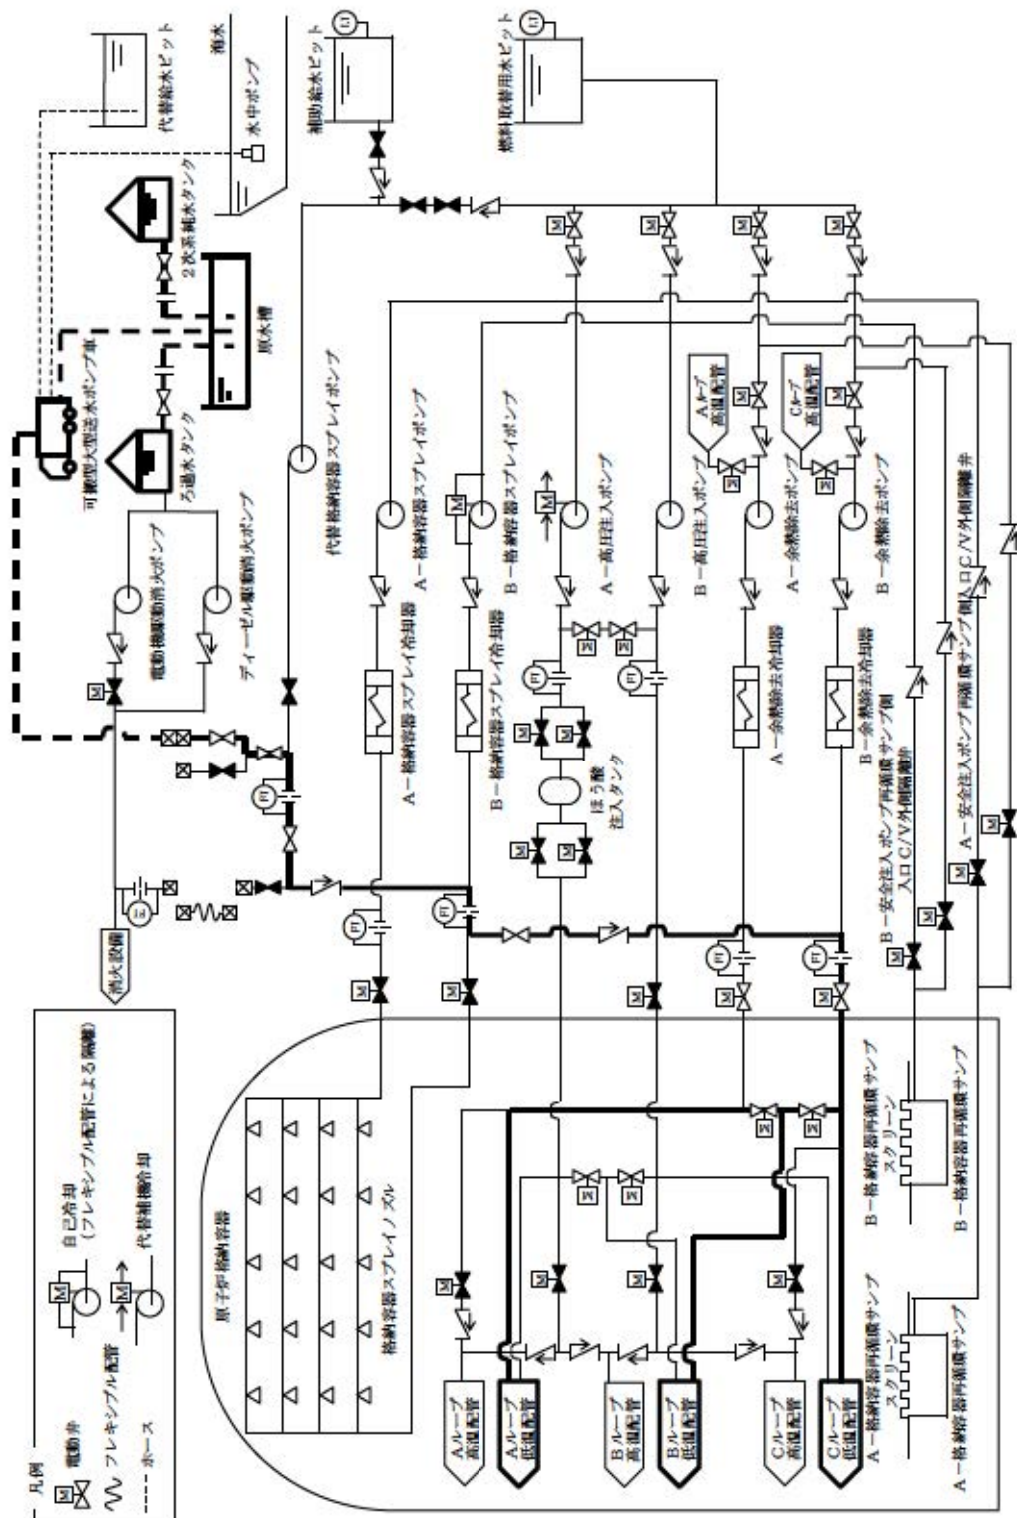 凡例
電動弁
フレキシブル配管
ホース
自己冷却
(フレキシブル配管による隔離)
代替補機冷却
M
M
M
代替給水ピット
海水
水中ポンプ
補助給水ピット
燃料取替用水ピット
2次系純水タンク
原水槽
可搬型大型送水ポンプ車
ろ過水タンク
電動機駆動消火ポンプ
ディーゼル駆動消火ポンプ
消火設備
代替格納容器スプレイポンプ
A-格納容器スプレイポンプ
B-格納容器スプレイポンプ
A-高圧注入ポンプ
B-高圧注入ポンプ
A-余熱除去ポンプ
B-余熱除去ポンプ
Aループ
高温配管
Cループ
高温配管
A-格納容器スプレイ冷却器
B-格納容器スプレイ冷却器
ほう酸
注入タンク
A-余熱除去冷却器
B-余熱除去冷却器
B-安全注入ポンプ再循環サンプ側
入口C/V外側隔離弁
A-安全注入ポンプ再循環サンプ側入口C/V外側隔離弁
原子炉格納容器
格納容器スプレイノズル
Aループ
高温配管
Aループ
低温配管
Bループ
高温配管
Bループ
低温配管
Cループ
高温配管
Cループ
低温配管
B-格納容器再循環サンプ
スクリーン
B-格納容器再循環サンプ
A-格納容器再循環サンプ
スクリーン
A-格納容器再循環サンプ